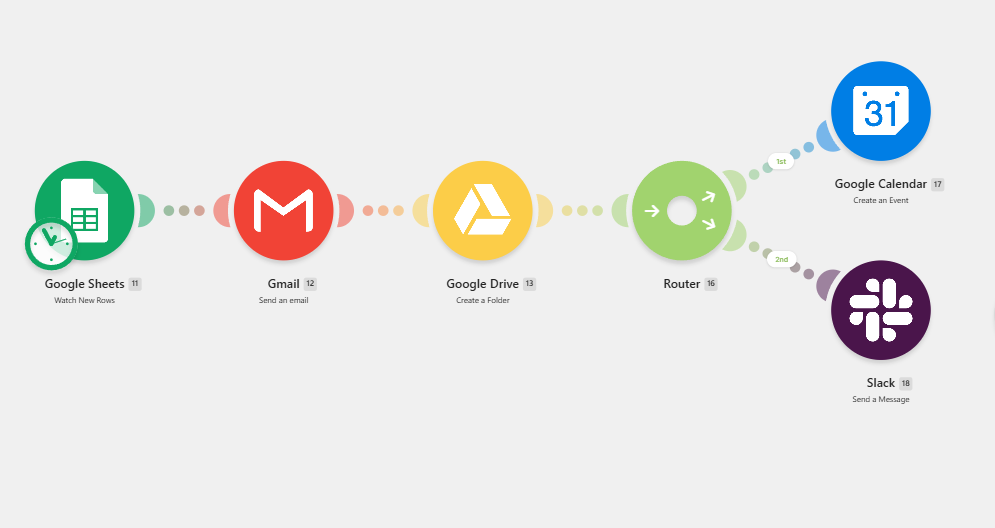 31
1st
Google Calendar 17
Create an Event
Google Sheets 11
Watch New Rows
Gmail 12
Send an email
Google Drive 13
Create a Folder
Router 16
2nd
Slack 18
Send a Message